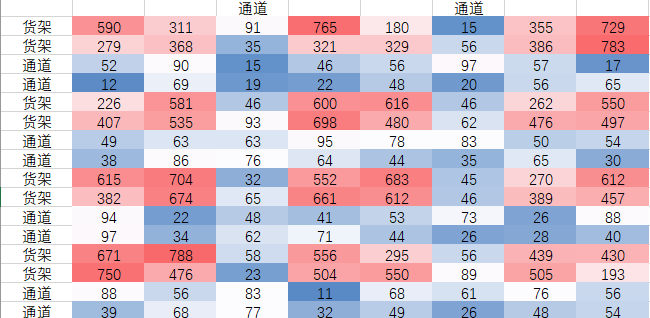 通道 通道
货架 590 311 91 765 180 15 355 729
货架 279 368 35 321 329 56 386 783
通道 52 90 15 46 56 97 57 17
通道 12 69 19 22 48 20 56 65
货架 226 581 46 600 616 46 262 550
货架 407 535 93 698 480 62 476 497
通道 49 63 63 95 78 83 50 54
通道 38 86 76 64 44 35 65 30
货架 615 704 32 552 683 45 270 612
货架 382 674 65 661 612 46 389 457
通道 94 22 48 41 53 73 26 88
通道 97 34 62 71 44 26 28 40
货架 671 788 58 556 295 56 439 430
货架 750 476 23 504 550 89 505 193
通道 88 56 83 11 68 61 76 56
通道 39 68 77 32 49 26 48 54